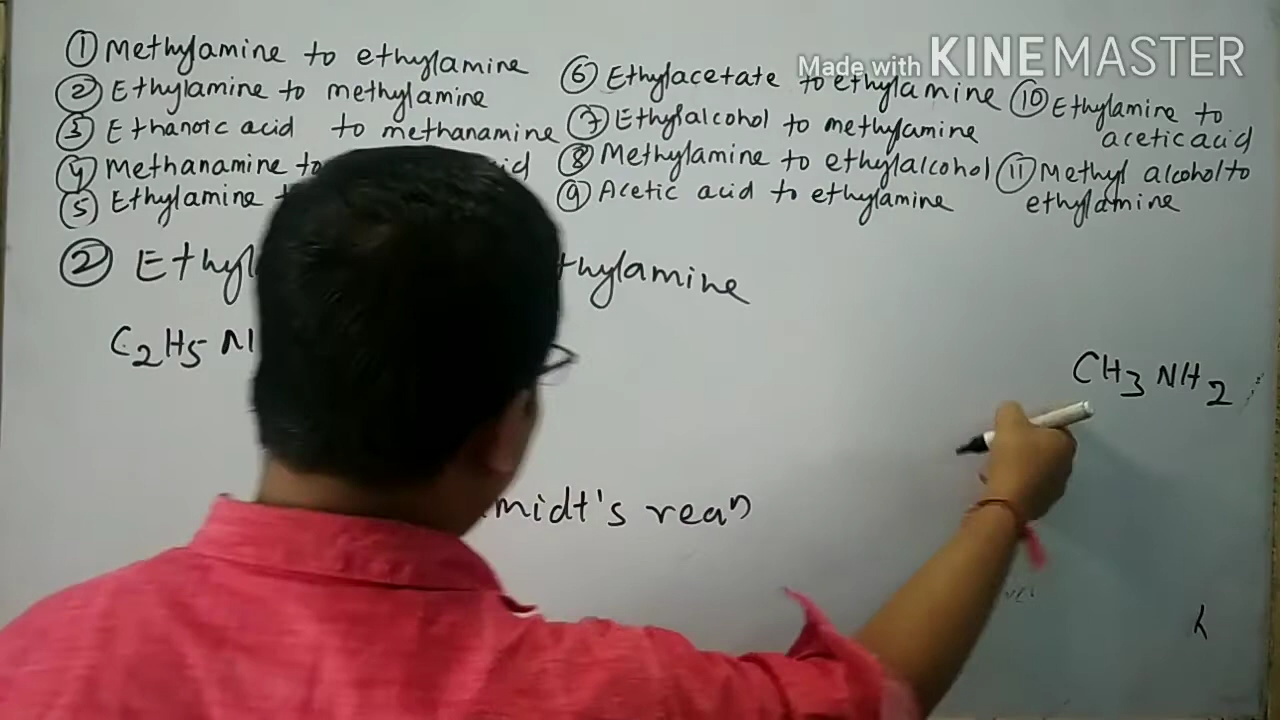 ① Methylamine to ethylamine
② Ethylamine to methylamine
③ Ethanoic acid to methanamine
④ Methanamine to
⑤ Ethylamine
⑥ Ethylacetate to ethylamine
⑦ Ethylalcohol to methylamine
⑧ Methylamine to ethylalcohol
⑨ Acetic acid to ethylamine
⑩ Ethylamine to
acetic acid
⑪ Methyl alcohol to
ethylamine
Made with KINEMASTER
② Ethyl thylamine
C2H5 N
CH3 NH2
midt's rean